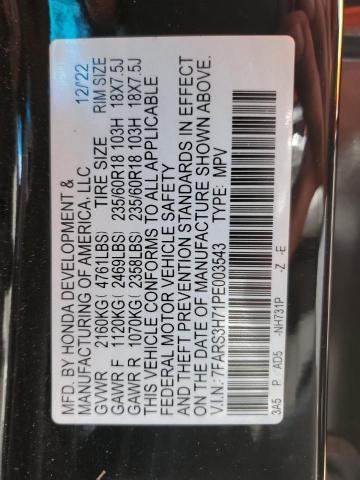 MFD. BY HONDA DEVELOPMENT & 12/22
MANUFACTURING OF AMERICA, LLC
GVWR 2160KG ( 4761LBS) TIRE SIZE RIM SIZE
GAWR F 1120KG ( 2469LBS) 235/60R18 103H 18X7.5J
GAWR R 1070KG ( 2358LBS) 235/60R18 103H 18X7.5J
THIS VEHICLE CONFORMS TO ALL APPLICABLE
FEDERAL MOTOR VEHICLE SAFETY
AND THEFT PREVENTION STANDARDS IN EFFECT
ON THE DATE OF MANUFACTURE SHOWN ABOVE.
V.I.N.: 7FARS3H71PE003543 TYPE: MPV
3A5 P AD5 -NH731P -Z -E